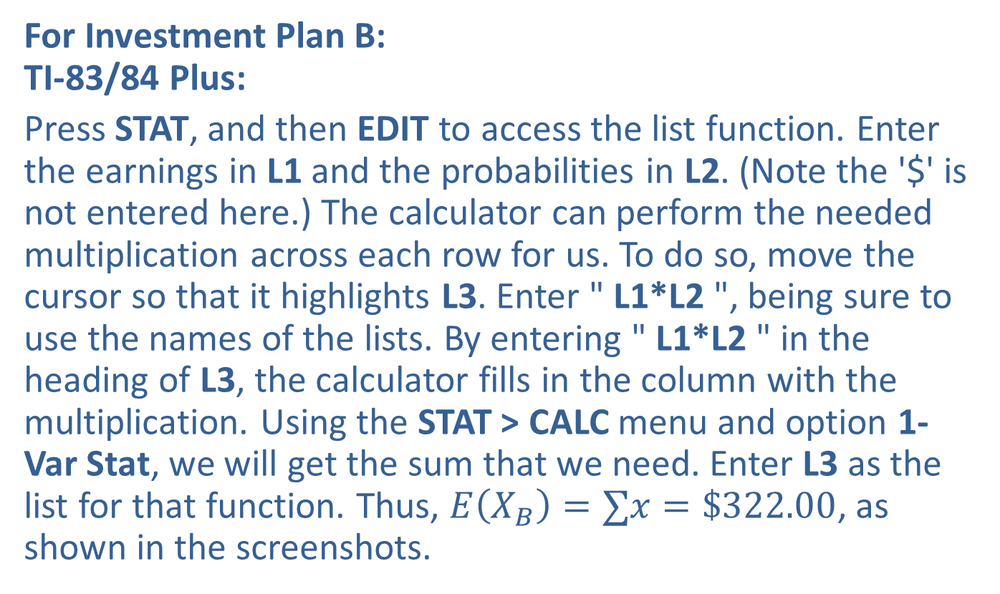 For Investment Plan B:
TI-83/84 Plus:
Press STAT, and then EDIT to access the list function. Enter
the earnings in L1 and the probabilities in L2. (Note the '$' is
not entered here.) The calculator can perform the needed
multiplication across each row for us. To do so, move the
cursor so that it highlights L3. Enter " L1*L2 ", being sure to
use the names of the lists. By entering " L1*L2 " in the
heading of L3, the calculator fills in the column with the
multiplication. Using the STAT > CALC menu and option 1-
Var Stat, we will get the sum that we need. Enter L3 as the
list for that function. Thus, E(X_B) = ∑x = $322.00, as
shown in the screenshots.